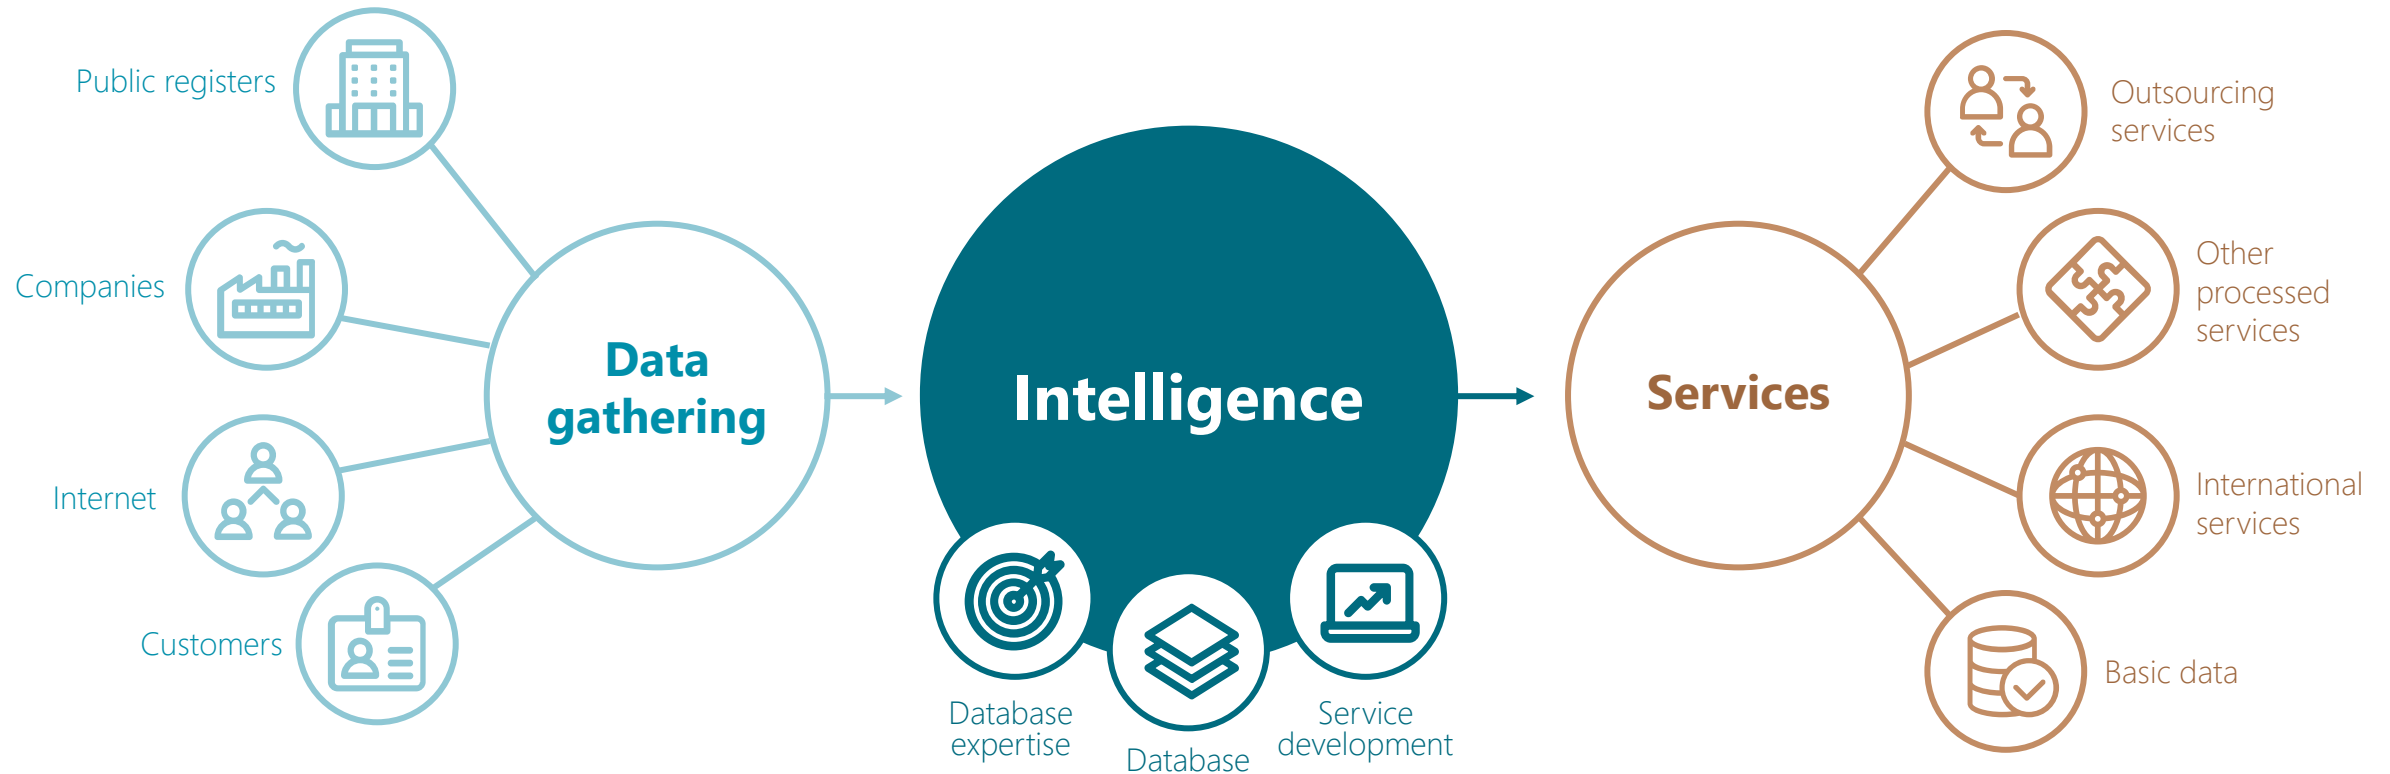 Public registers
Companies
Internet
Customers
Data
gathering
Intelligence
Database
expertise
Database
Service
development
Services
Outsourcing
services
Other
processed
services
International
services
Basic data